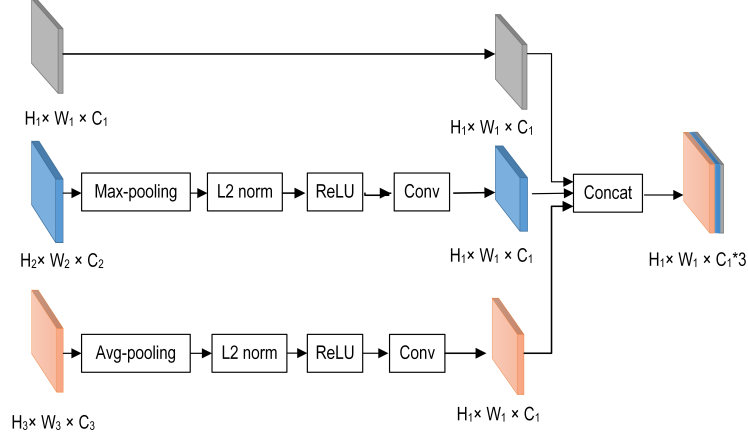 H₁× W₁ × C₁
H₁× W₁ × C₁
Max-pooling
L2 norm
ReLU
Conv
Concat
H₂× W₂ × C₂
H₁× W₁ × C₁
H₁× W₁ × C₁*3
Avg-pooling
L2 norm
ReLU
Conv
H₃× W₃ × C₃
H₁× W₁ × C₁